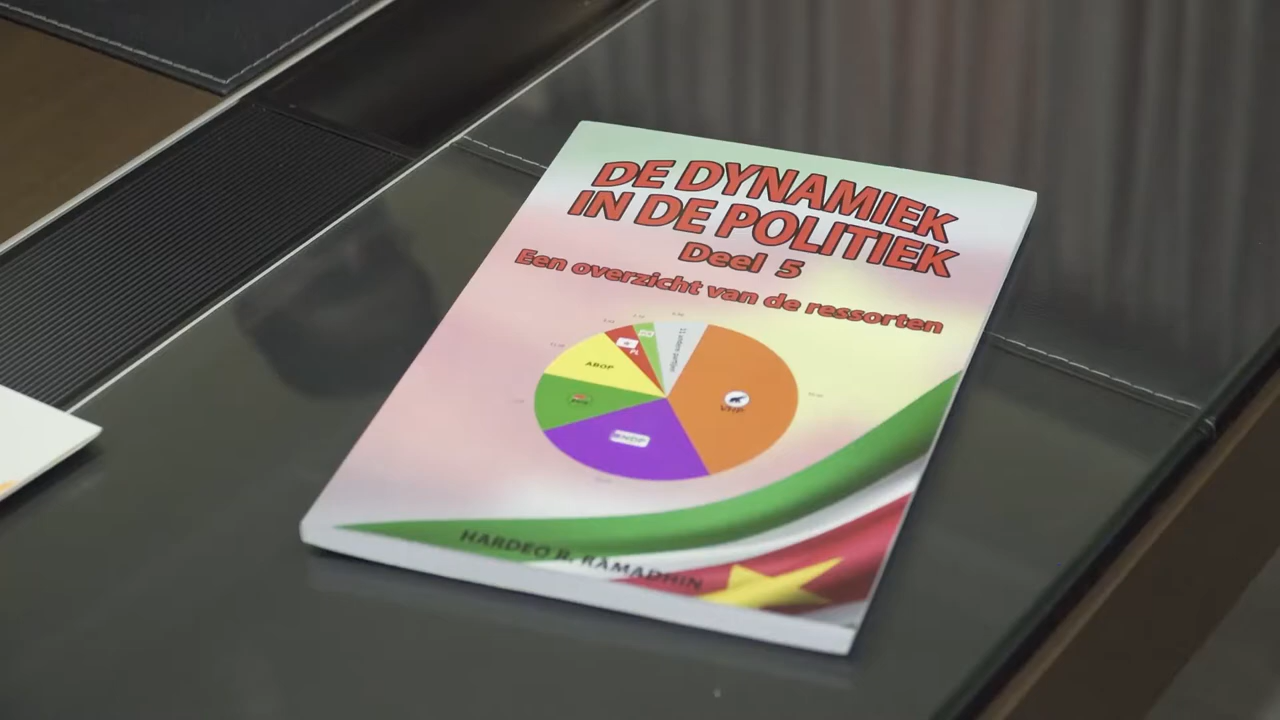 DE DYNAMIEK
IN DE POLITIEK
Deel 5
Een overzicht van de ressorten
ABOP
VHP
NDP
HARDEO R. RAMADHIN